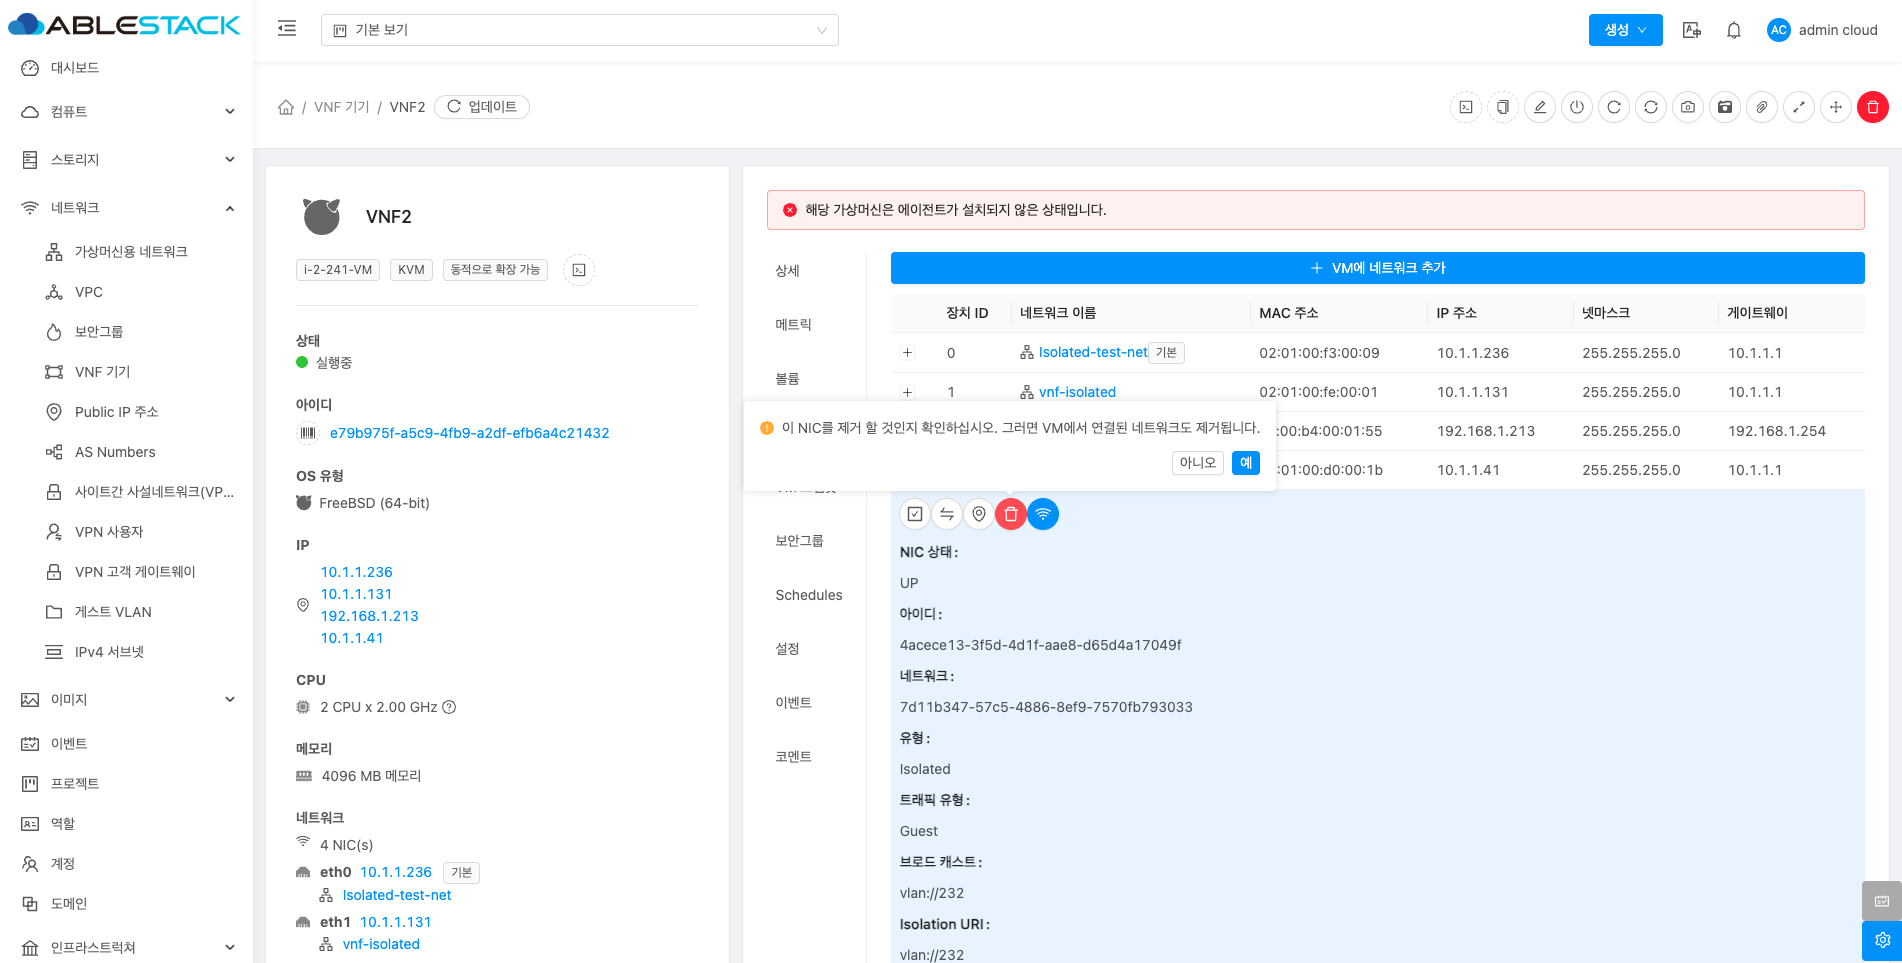 ABLESTACK
기본 보기
생성
AC
admin cloud
대시보드
컴퓨트
스토리지
네트워크
가상머신용 네트워크
VPC
보안그룹
VNF 기기
Public IP 주소
AS Numbers
사이트간 사설네트워크(VP...
VPN 사용자
VPN 고객 게이트웨이
게스트 VLAN
IPv4 서브넷
이미지
이벤트
프로젝트
역할
계정
도메인
인프라스트럭쳐
/ VNF 기기 / VNF2 업데이트
VNF2
i-2-241-VM KVM 동적으로 확장 가능
상태
실행중
아이디
e79b975f-a5c9-4fb9-a2df-efb6a4c21432
OS 유형
FreeBSD (64-bit)
IP
10.1.1.236
10.1.1.131
192.168.1.213
10.1.1.41
CPU
2 CPU x 2.00 GHz
메모리
4096 MB 메모리
네트워크
4 NIC(s)
eth0 10.1.1.236 기본
Isolated-test-net
eth1 10.1.1.131
vnf-isolated
해당 가상머신은 에이전트가 설치되지 않은 상태입니다.
상세
메트릭
볼륨
보안그룹
Schedules
설정
이벤트
코멘트
VM에 네트워크 추가
장치 ID 네트워크 이름 MAC 주소 IP 주소 넷마스크 게이트웨이
0 Isolated-test-net 기본 02:01:00:f3:00:09 10.1.1.236 255.255.255.0 10.1.1.1
1 vnf-isolated 02:01:00:fe:00:01 10.1.1.131 255.255.255.0 10.1.1.1
:00:b4:00:01:55 192.168.1.213 255.255.255.0 192.168.1.254
:01:00:d0:00:1b 10.1.1.41 255.255.255.0 10.1.1.1
이 NIC를 제거 할 것인지 확인하십시오. 그러면 VM에서 연결된 네트워크도 제거됩니다.
아니오 예
NIC 상태 :
UP
아이디 :
4acece13-3f5d-4d1f-aae8-d65d4a17049f
네트워크 :
7d11b347-57c5-4886-8ef9-7570fb793033
유형 :
Isolated
트래픽 유형 :
Guest
브로드 캐스트 :
vlan://232
Isolation URI :
vlan://232